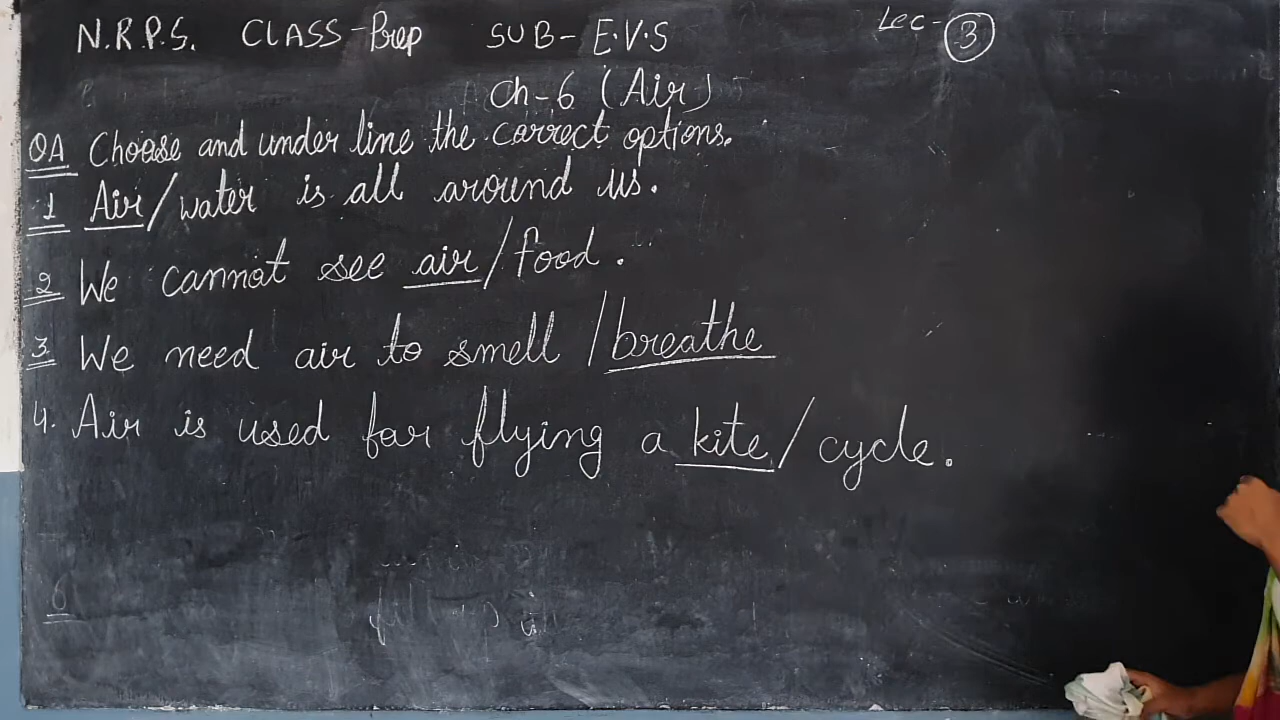 N.R.P.S. CLASS-Prep SUB- E.V.S Lec-3
Ch-6 (Air)
QA Choose and under line the correct options.
1 Air/water is all around us.
2 We cannot see air/food.
3 We need air to smell/breathe
4. Air is used for flying a kite/cycle.
6